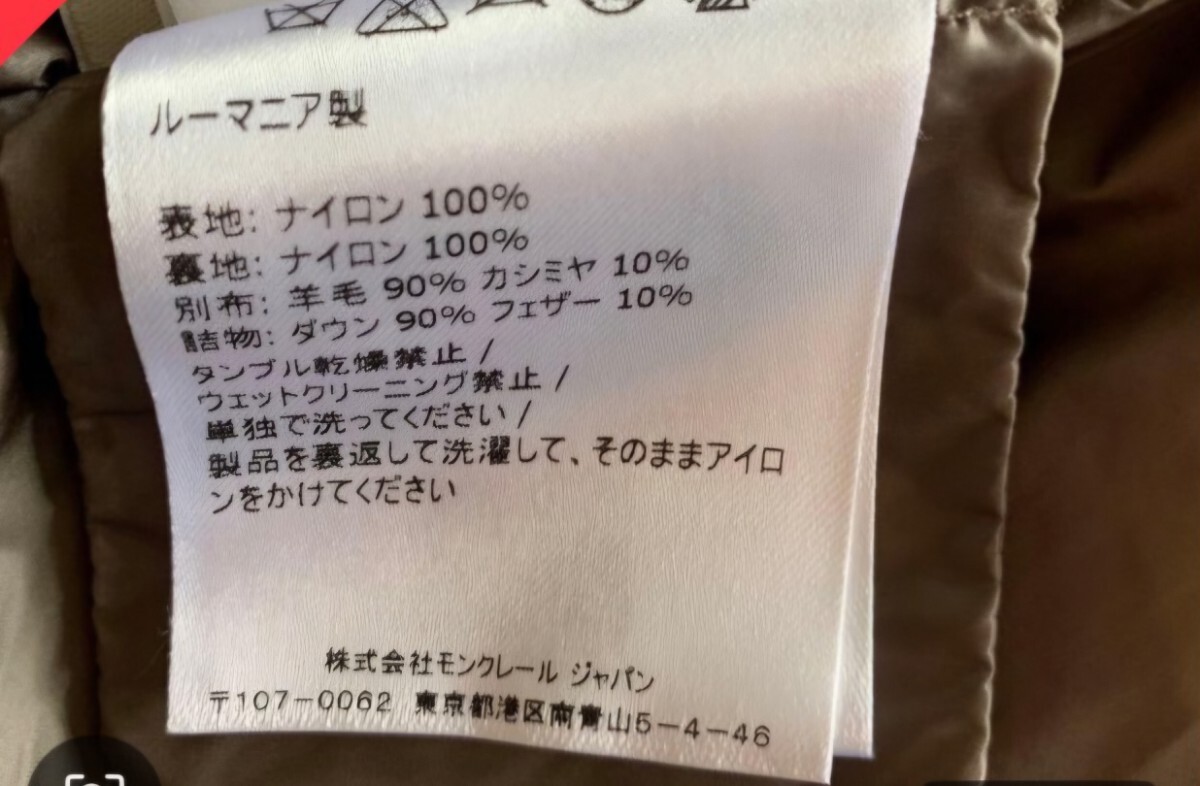 ルーマニア製
表地: ナイロン 100%
裏地: ナイロン 100%
別布: 羊毛 90% カシミヤ 10%
詰物: ダウン 90% フェザー 10%
タンブル乾燥禁止 /
ウェットクリーニング禁止 /
単独で洗ってください /
製品を裏返して洗濯して、そのままアイロ
ンをかけてください
株式会社モンクレール ジャパン
〒107-0062 東京都港区南青山5-4-46